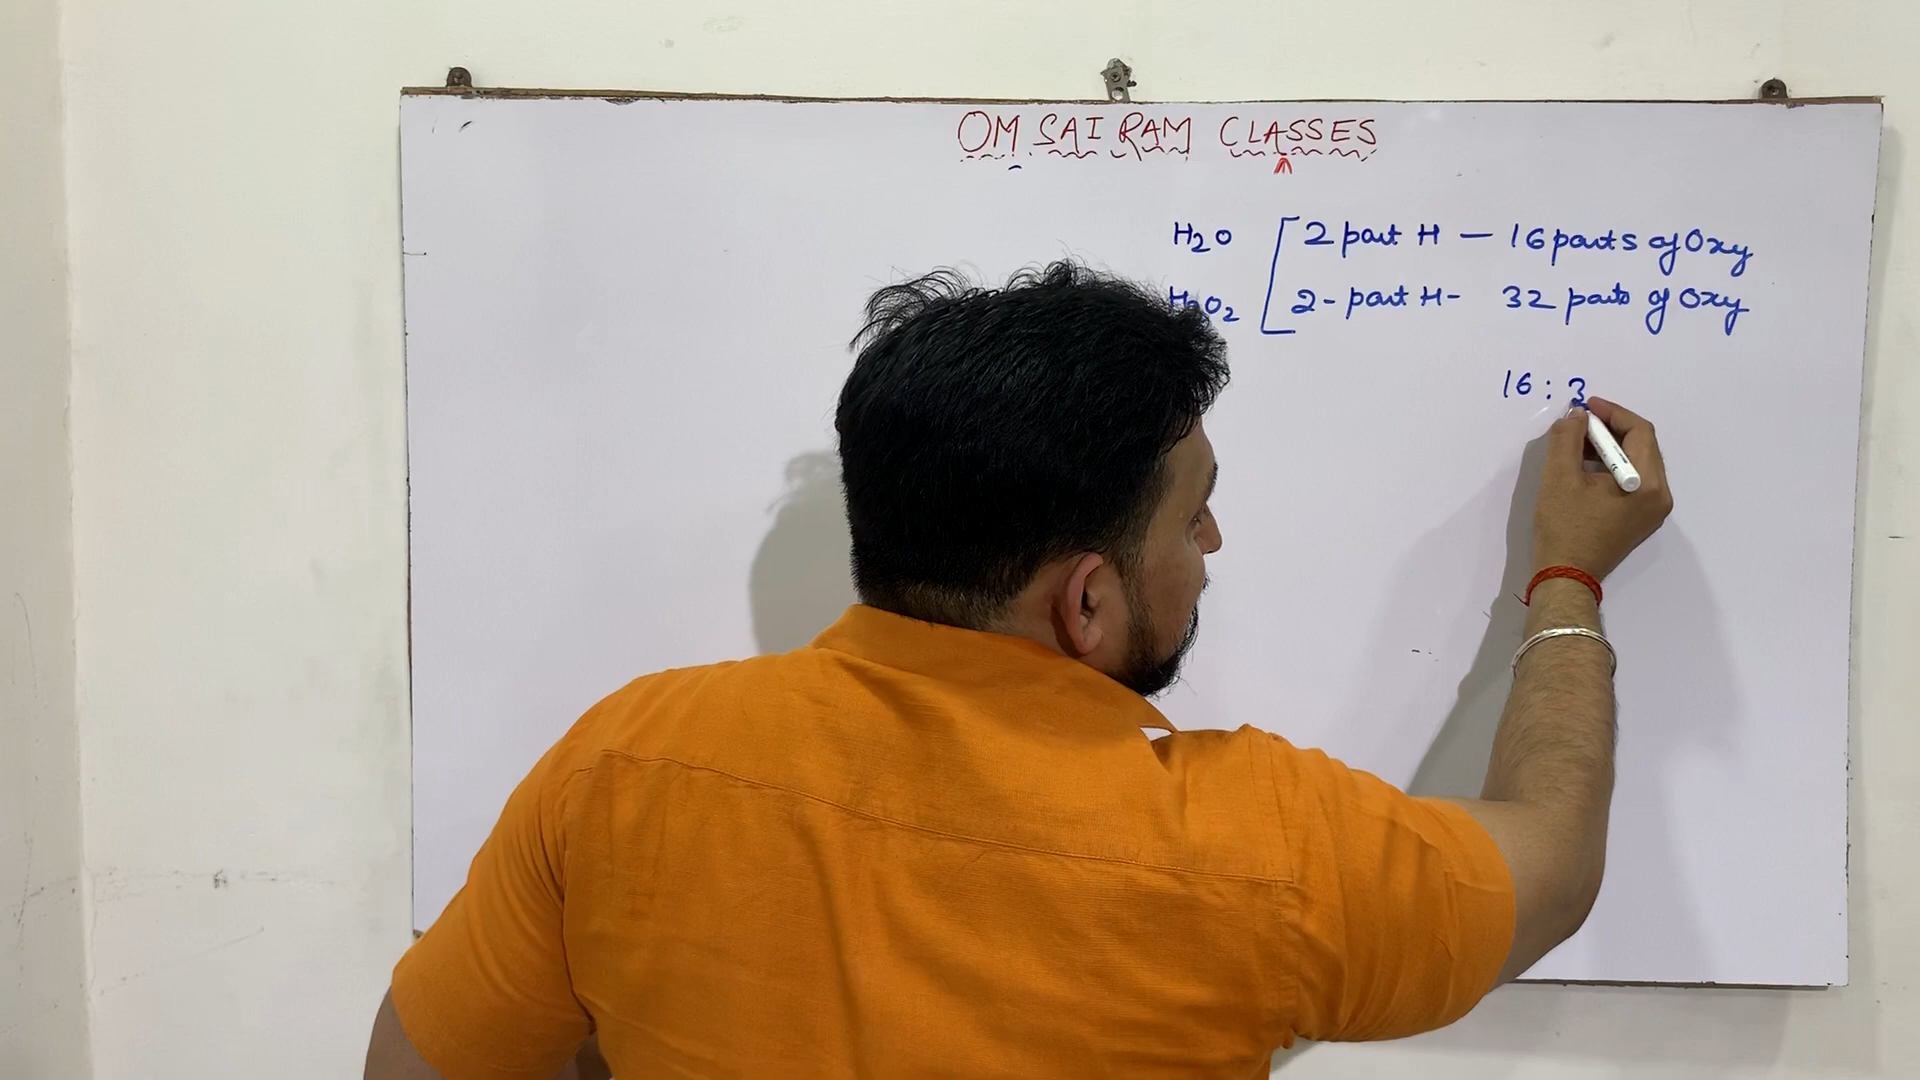 OM SAI RAM CLASSES
H2O [ 2 part H — 16 parts of Oxy
H2O2 [ 2 - part H - 32 parts of Oxy
16 : 3